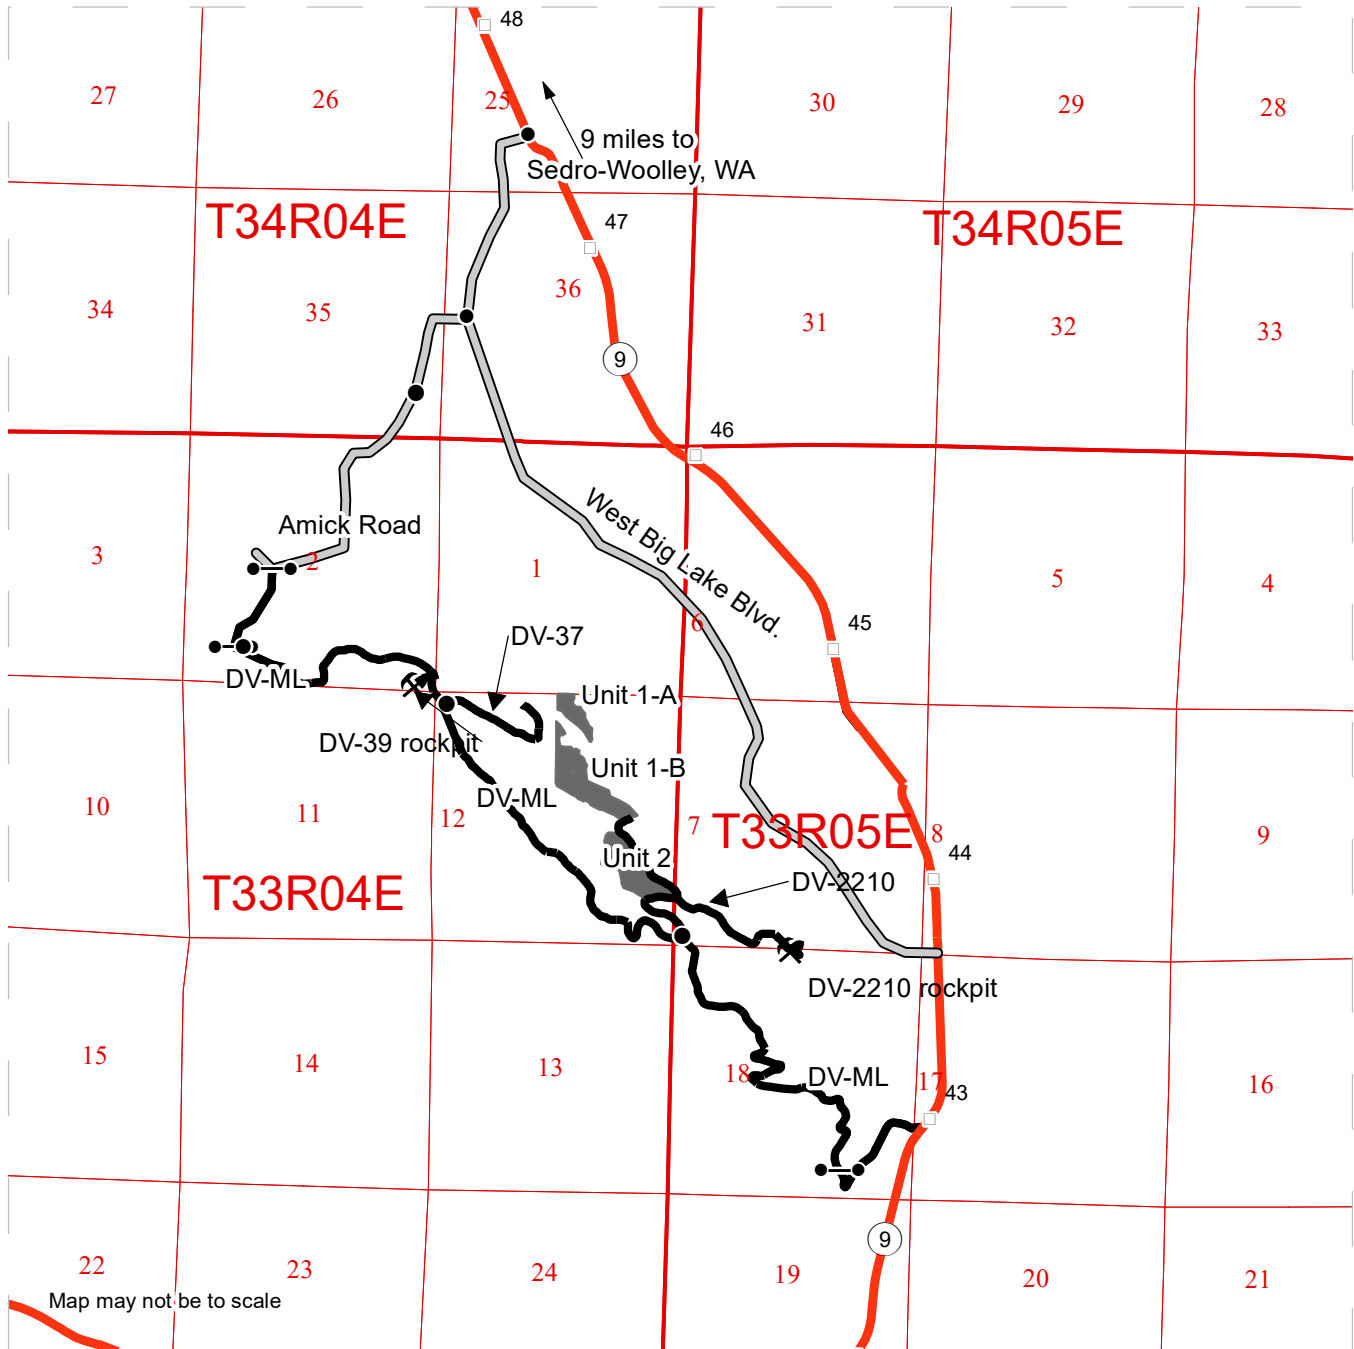 48
27
26
25
30
29
28
9 miles to
Sedro-Woolley, WA
T34R04E
47
T34R05E
34
35
36
31
32
33
9
46
West Big Lake Blvd.
Amick Road
3
2
1
5
4
6
45
DV-37
DV-ML
Unit 1-A
DV-39 rockpit
Unit 1-B
DV-ML
10
11
12
7
T33R05E
8
9
44
Unit 2
DV-2210
T33R04E
DV-2210 rockpit
15
14
13
18
DV-ML
17
43
16
9
22
23
24
19
20
21
Map may not be to scale